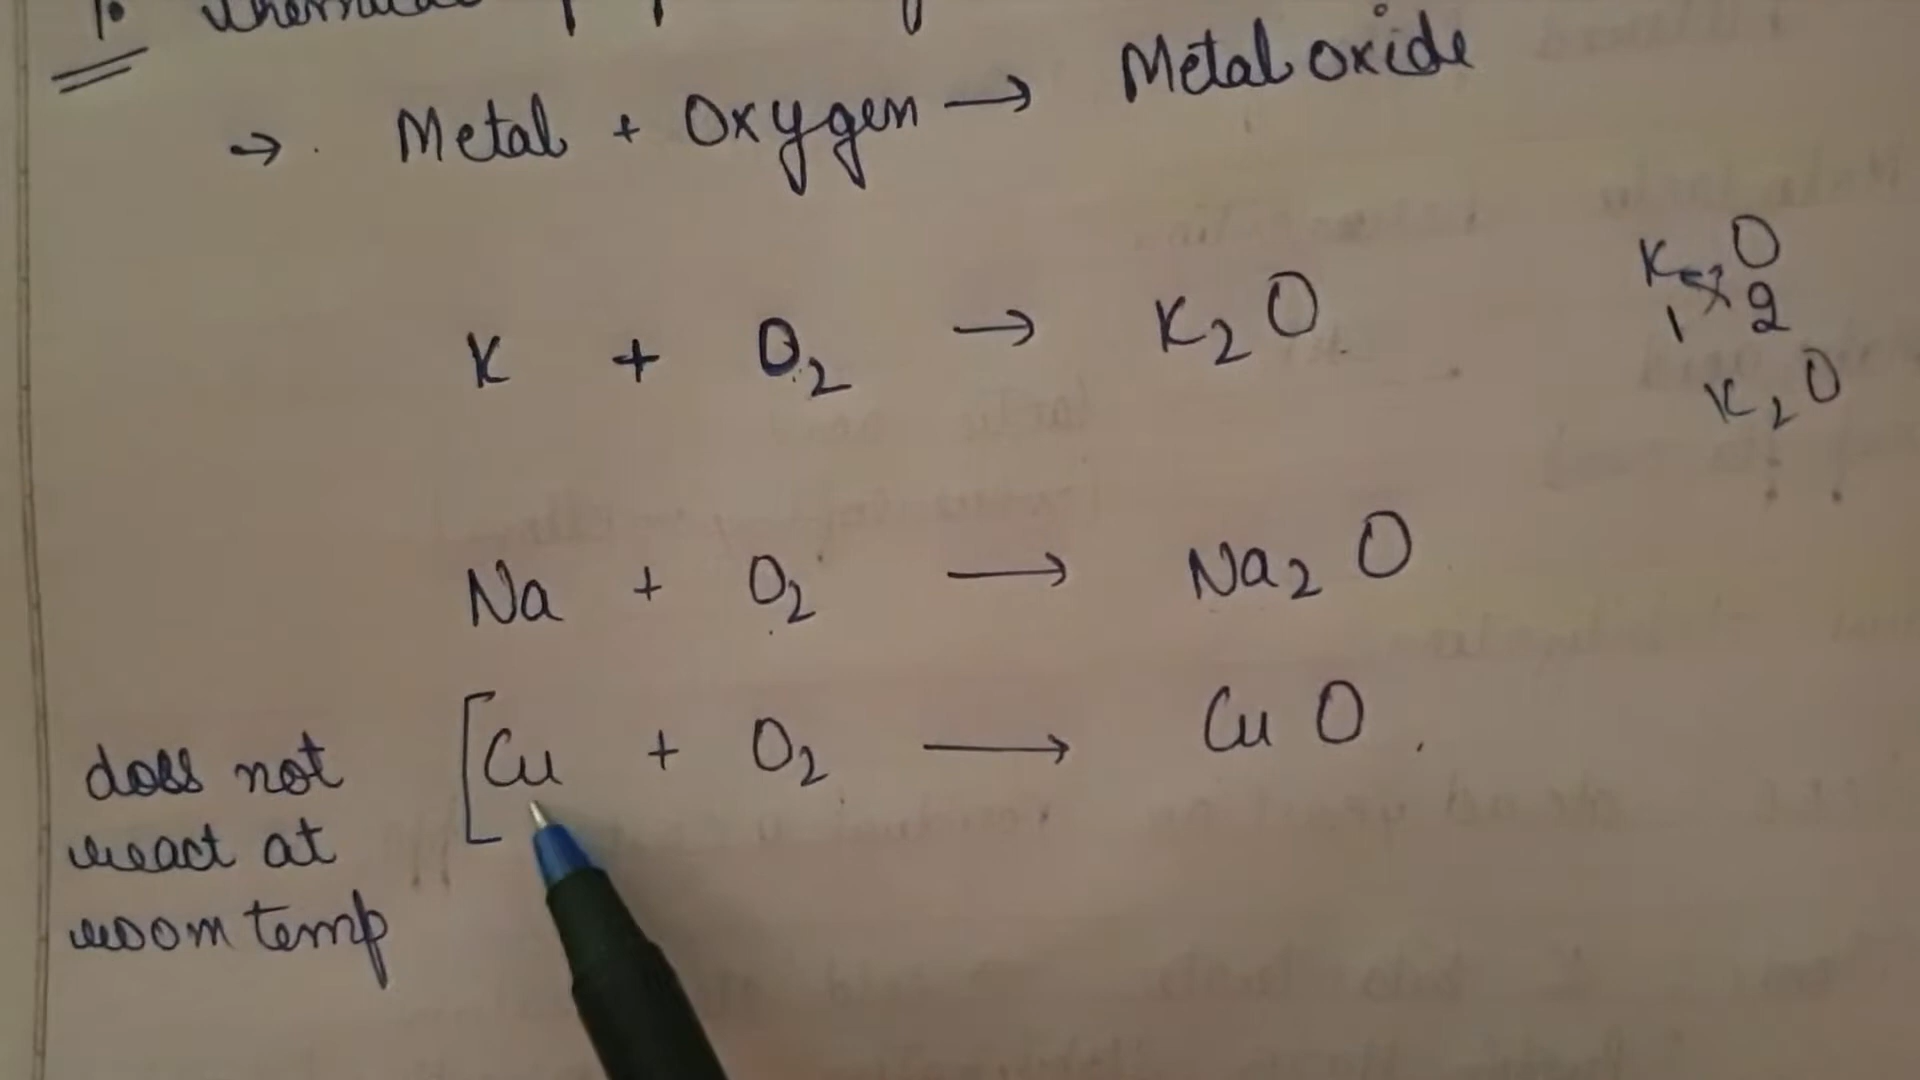 1.
→ Metal + Oxygen → Metal oxide
K + O₂ → K₂O
K O
1 2
K₂O
Na + O₂ → Na₂O
does not
react at
room temp
[Cu + O₂ → CuO.